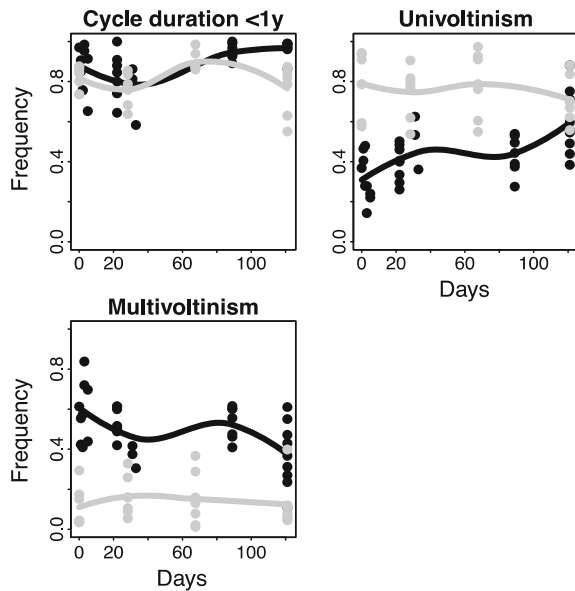 Cycle duration <1y
Univoltinism
Frequency
0.0 0.4 0.8
0 20 60 100
0.0 0.4 0.8
0 20 60 100
Days
Multivoltinism
Frequency
0.0 0.4 0.8
0 20 60 100
Days